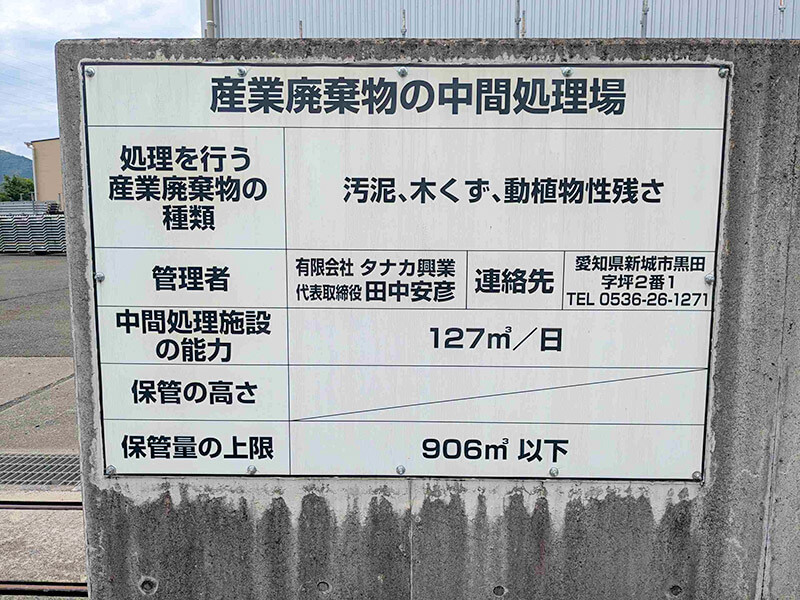 産業廃棄物の中間処理場
処理を行う
産業廃棄物の
種類
汚泥、木くず、動植物性残さ
管理者
有限会社 タナカ興業
代表取締役 田中安彦
連絡先
愛知県新城市黒田
字坪2番1
TEL 0536-26-1271
中間処理施設
の能力
127㎥/日
保管の高さ
保管量の上限
906㎥ 以下